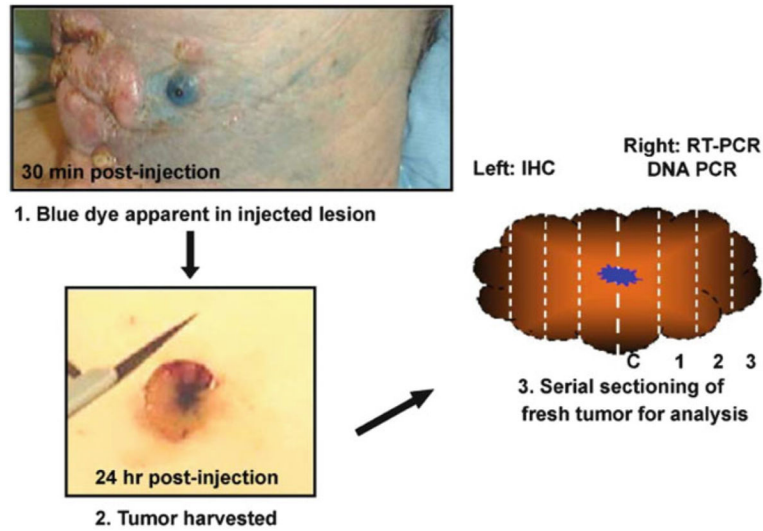 30 min post-injection
1. Blue dye apparent in injected lesion
24 hr post-injection
2. Tumor harvested
Left: IHC
Right: RT-PCR
DNA PCR
C 1 2 3
3. Serial sectioning of
fresh tumor for analysis